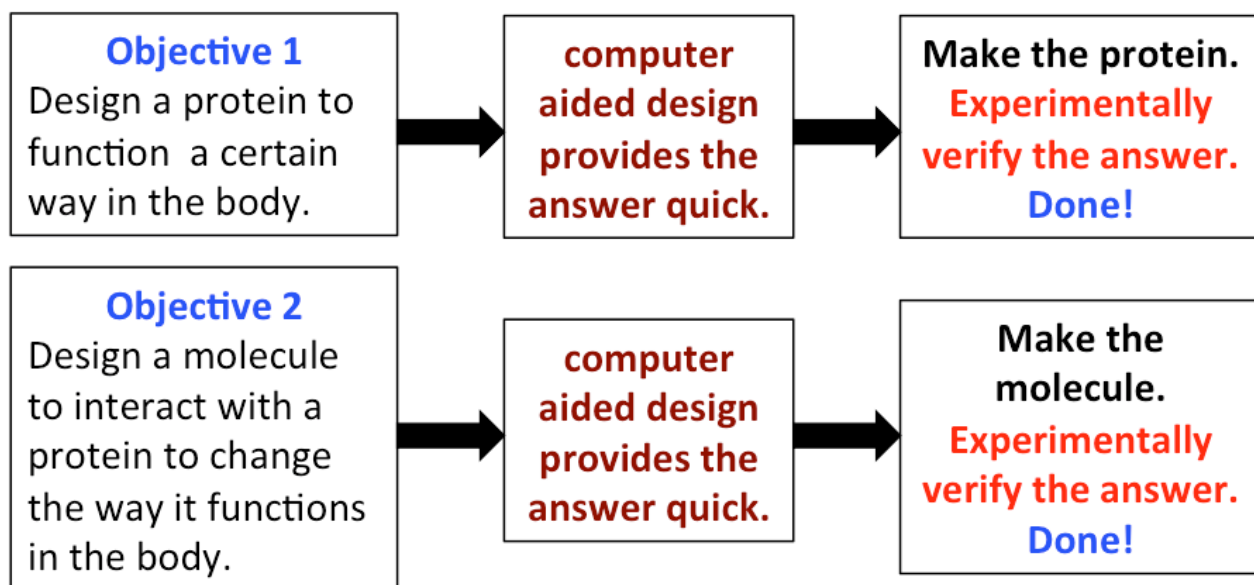 Objective 1
Design a protein to
function a certain
way in the body.
computer
aided design
provides the
answer quick.
Make the protein.
Experimentally
verify the answer.
Done!
Objective 2
Design a molecule
to interact with a
protein to change
the way it functions
in the body.
computer
aided design
provides the
answer quick.
Make the
molecule.
Experimentally
verify the answer.
Done!